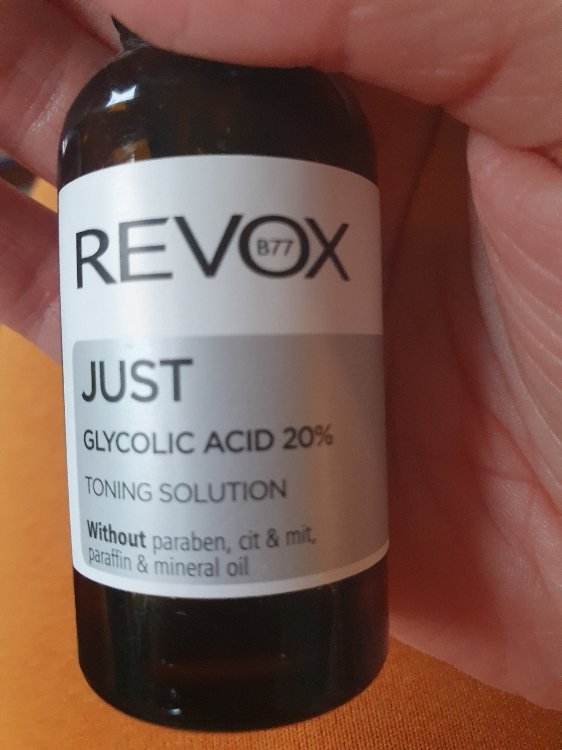 REVOX
B77
JUST
GLYCOLIC ACID 20%
TONING SOLUTION
Without paraben, cit & mit,
paraffin & mineral oil